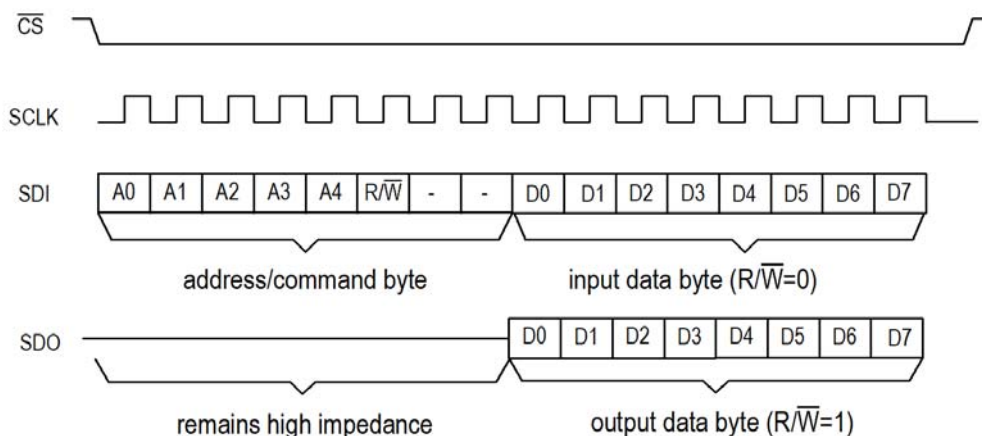 C̅S̅
SCLK
SDI A0 A1 A2 A3 A4 R/W̅ - - D0 D1 D2 D3 D4 D5 D6 D7
address/command byte input data byte (R/W̅=0)
SDO D0 D1 D2 D3 D4 D5 D6 D7
remains high impedance output data byte (R/W̅=1)